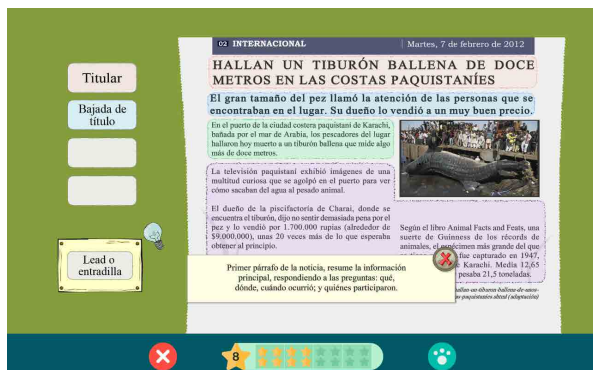 02 INTERNACIONAL
Martes, 7 de febrero de 2012
HALLAN UN TIBURÓN BALLENA DE DOCE
METROS EN LAS COSTAS PAQUISTANÍES
El gran tamaño del pez llamó la atención de las personas que se
encontraban en el lugar. Su dueño lo vendió a un muy buen precio.
Titular
Bajada de
título
Lead o
entradilla
En el puerto de la ciudad costera paquistaní de Karachi,
bañada por el mar de Arabia, los pescadores del lugar
hallaron hoy muerto a un tiburón ballena que mide algo
más de doce metros.
La televisión paquistaní exhibió imágenes de una
multitud curiosa que se agolpó en el puerto para ver
cómo sacaban del agua al pesado animal.
El dueño de la piscifactoría de Charai, donde se
encuentra el tiburón, dijo no sentir demasiada pena por el
pez y lo vendió por 1.700.000 rupias (alrededor de
$9.000.000), unas 20 veces más de lo que esperaba
obtener al principio.
Según el libro Animal Facts and Feats, una
suerte de Guinness de los récords de
animales, el espécimen más grande del que
fue capturado en 1947,
Karachi. Medía 12,65
posaba 21,5 toneladas.
Primer párrafo de la noticia, resume la información
principal, respondiendo a las preguntas: qué,
dónde, cuándo ocurrió; y quiénes participaron.
8